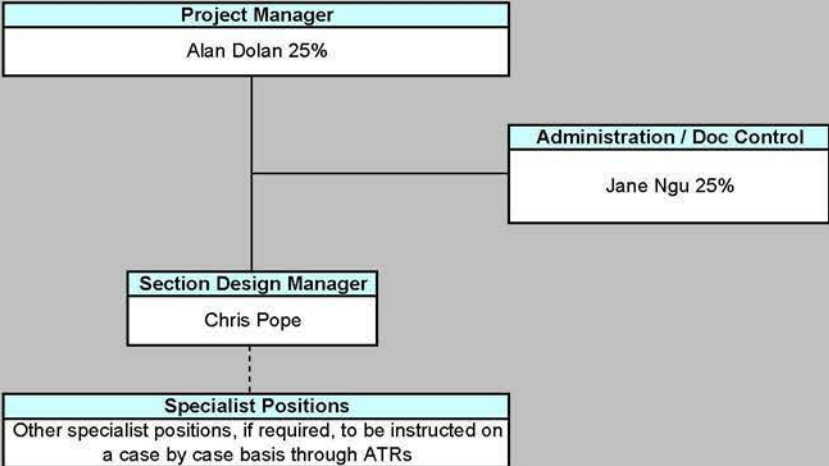 Project Manager
Alan Dolan 25%
Administration / Doc Control
Jane Ngu 25%
Section Design Manager
Chris Pope
Specialist Positions
Other specialist positions, if required, to be instructed on
a case by case basis through ATRs